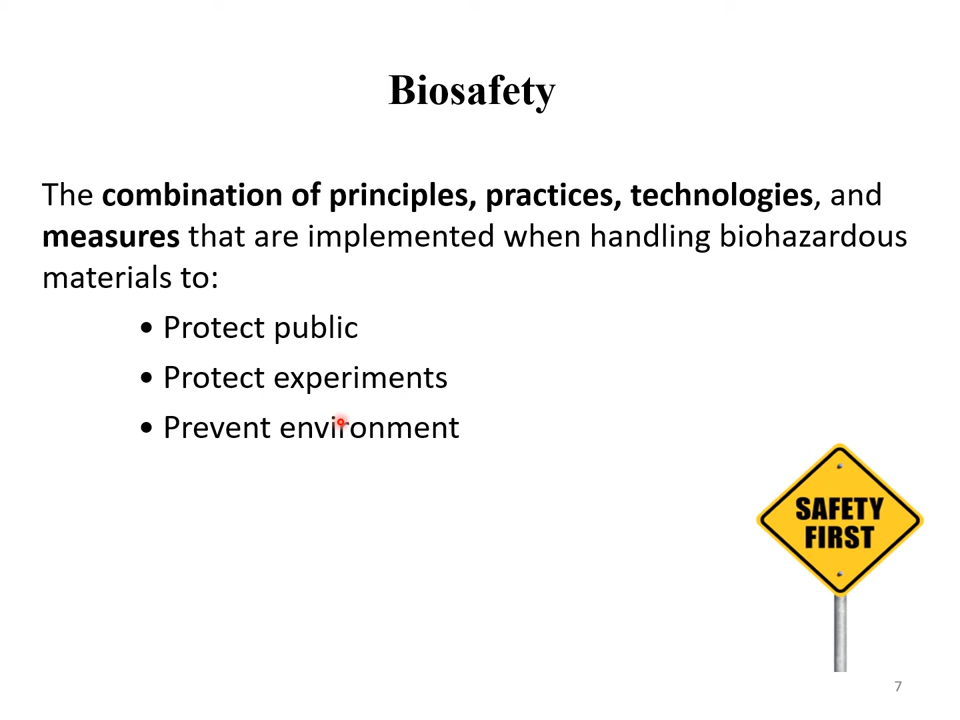 Biosafety
The combination of principles, practices, technologies, and
measures that are implemented when handling biohazardous
materials to:
• Protect public
• Protect experiments
• Prevent environment
SAFETY
FIRST
7